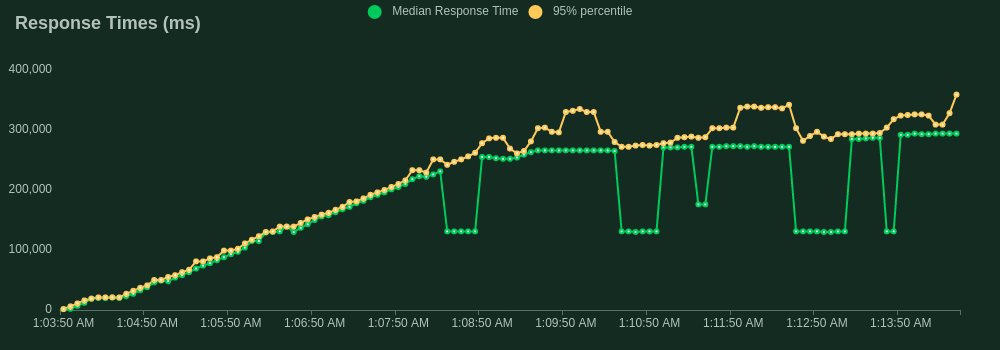 Median Response Time 95% percentile
Response Times (ms)
400,000
300,000
200,000
100,000
0
1:03:50 AM 1:04:50 AM 1:05:50 AM 1:06:50 AM 1:07:50 AM 1:08:50 AM 1:09:50 AM 1:10:50 AM 1:11:50 AM 1:12:50 AM 1:13:50 AM